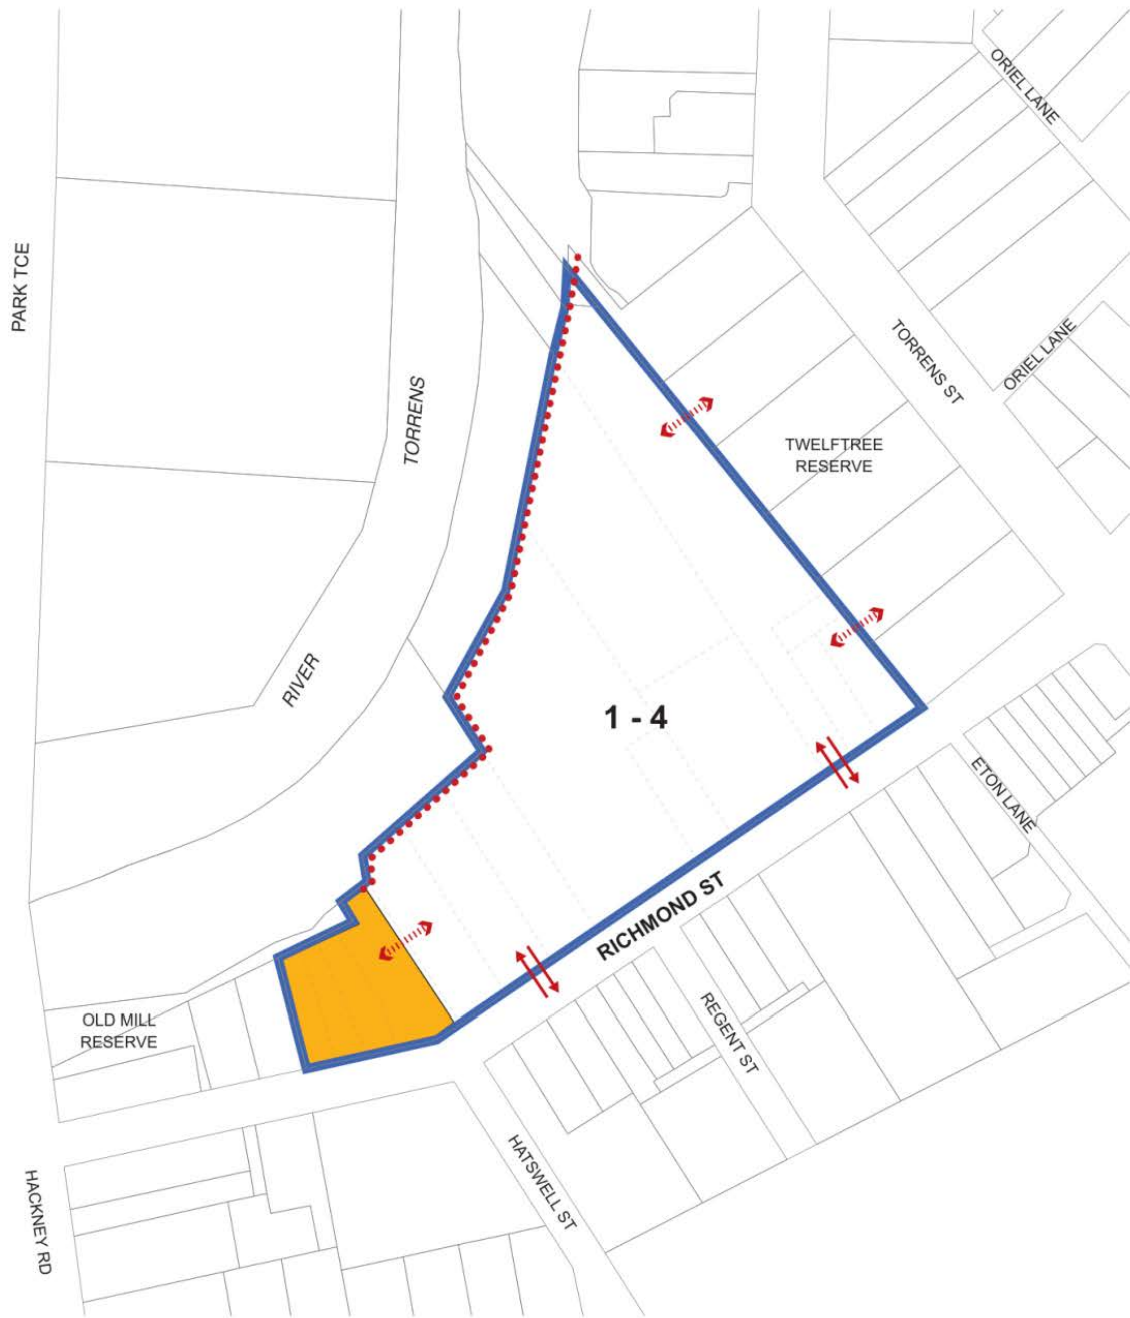 ORIEL LANE
PARK TCE
TORRENS ST
ORIEL LANE
TORRENS
TWELFTREE
RESERVE
RIVER
1 - 4
ETON LANE
RICHMOND ST
REGENT ST
OLD MILL
RESERVE
HATSWELL ST
HACKNEY RD